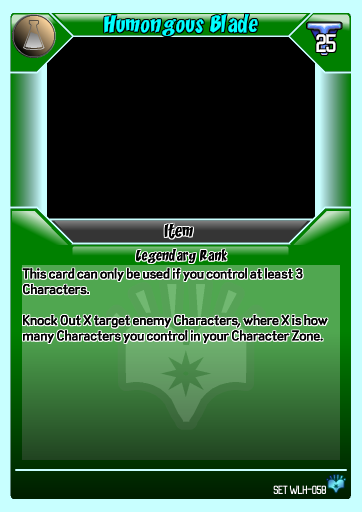 Humongous Blade
25
Item
Legendary Rank
This card can only be used if you control at least 3
Characters.
Knock Out X target enemy Characters, where X is how
many Characters you control in your Character Zone.
SET WLH-058